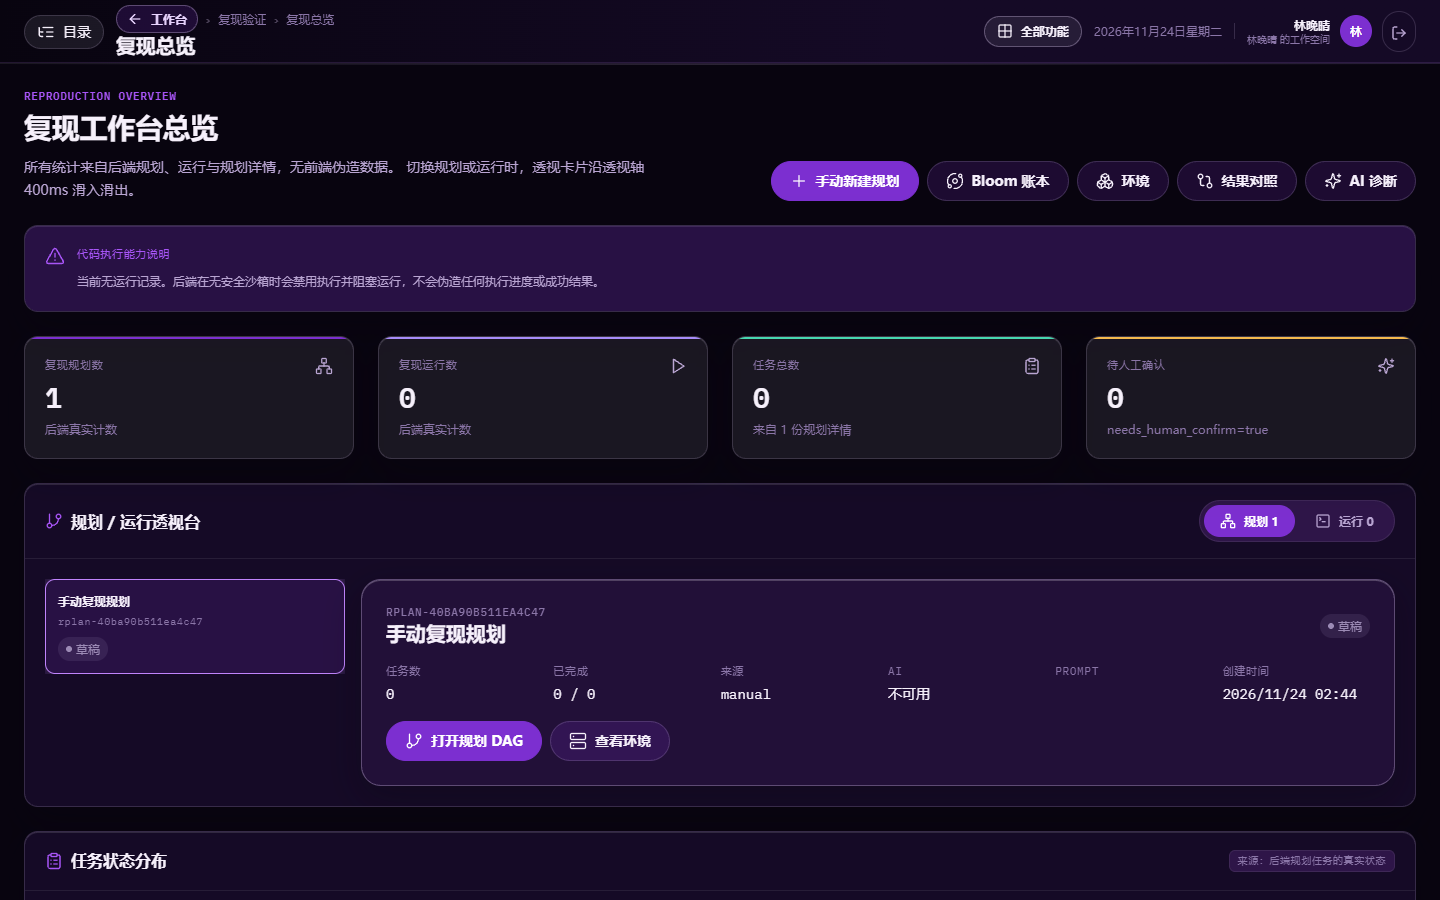 目录
工作台 › 复现验证 › 复现总览
复现总览
全部功能
2026年11月24日星期二
林晚晴
林晚晴 的工作空间
林
REPRODUCTION OVERVIEW
复现工作台总览
所有统计来自后端规划、运行与规划详情，无前端伪造数据。 切换规划或运行时，透视卡片沿透视轴
400ms 滑入滑出。
手动新建规划
Bloom 账本
环境
结果对照
AI 诊断
代码执行能力说明
当前无运行记录。后端在无安全沙箱时会禁用执行并阻塞运行，不会伪造任何执行进度或成功结果。
复现规划数
1
后端真实计数
复现运行数
0
后端真实计数
任务总数
0
来自 1 份规划详情
待人工确认
0
needs_human_confirm=true
规划 / 运行透视台
规划 1
运行 0
手动复现规划
rplan-40ba90b511ea4c47
草稿
RPLAN-40BA90B511EA4C47
手动复现规划
草稿
任务数
0
已完成
0 / 0
来源
manual
AI
不可用
PROMPT
创建时间
2026/11/24 02:44
打开规划 DAG
查看环境
任务状态分布
来源：后端规划任务的真实状态